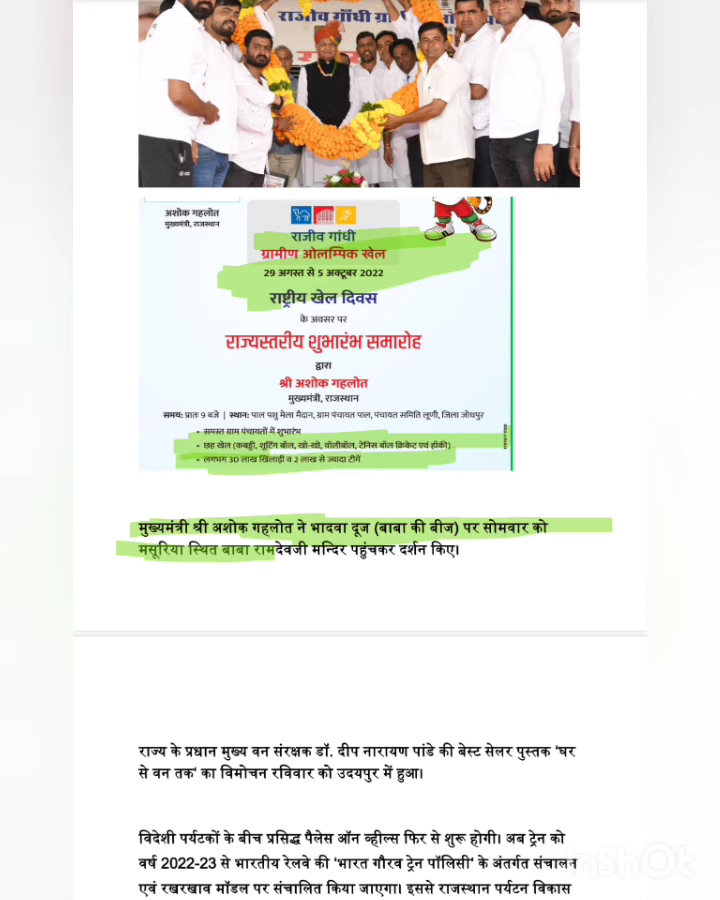 राजीव गाँधी ग्रा
अशोक गहलोत
मुख्यमंत्री, राजस्थान
राजीव गांधी
ग्रामीण ओलम्पिक खेल
29 अगस्त से 5 अक्टूबर 2022
राष्ट्रीय खेल दिवस
के अवसर पर
राज्यस्तरीय शुभारंभ समारोह
द्वारा
श्री अशोक गहलोत
मुख्यमंत्री, राजस्थान
समय: प्रातः 9 बजे | स्थान: पाल पशु मेला मैदान, ग्राम पंचायत पाल, पंचायत समिति लूणी, जिला जोधपुर
- समस्त ग्राम पंचायतों में शुभारंभ
- छह खेल (कबड्डी, शूटिंग बॉल, खो-खो, वॉलीबॉल, टेनिस बॉल क्रिकेट एवं हॉकी)
- लगभग 30 लाख खिलाड़ी व 2 लाख से ज्यादा टीमें
मुख्यमंत्री श्री अशोक गहलोत ने भादवा दूज (बाबा की बीज) पर सोमवार को
मसूरिया स्थित बाबा रामदेवजी मन्दिर पहुंचकर दर्शन किए।
राज्य के प्रधान मुख्य वन संरक्षक डॉ. दीप नारायण पांडे की बेस्ट सेलर पुस्तक 'घर
से वन तक' का विमोचन रविवार को उदयपुर में हुआ।
विदेशी पर्यटकों के बीच प्रसिद्ध पैलेस ऑन व्हील्स फिर से शुरू होगी। अब ट्रेन को
वर्ष 2022-23 से भारतीय रेलवे की 'भारत गौरव ट्रेन पॉलिसी' के अंतर्गत संचालन
एवं रखरखाव मॉडल पर संचालित किया जाएगा। इससे राजस्थान पर्यटन विकास
InShOt